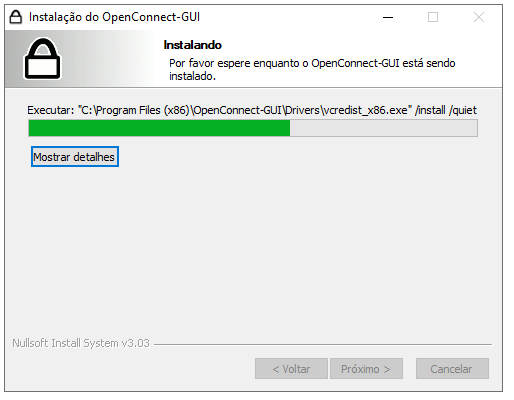 Instalação do OpenConnect-GUI
Instalando
Por favor espere enquanto o OpenConnect-GUI está sendo
instalado.
Executar: "C:\Program Files (x86)\OpenConnect-GUI\Drivers\vcredist_x86.exe" /install /quiet
Mostrar detalhes
Nullsoft Install System v3.03
< Voltar
Próximo >
Cancelar